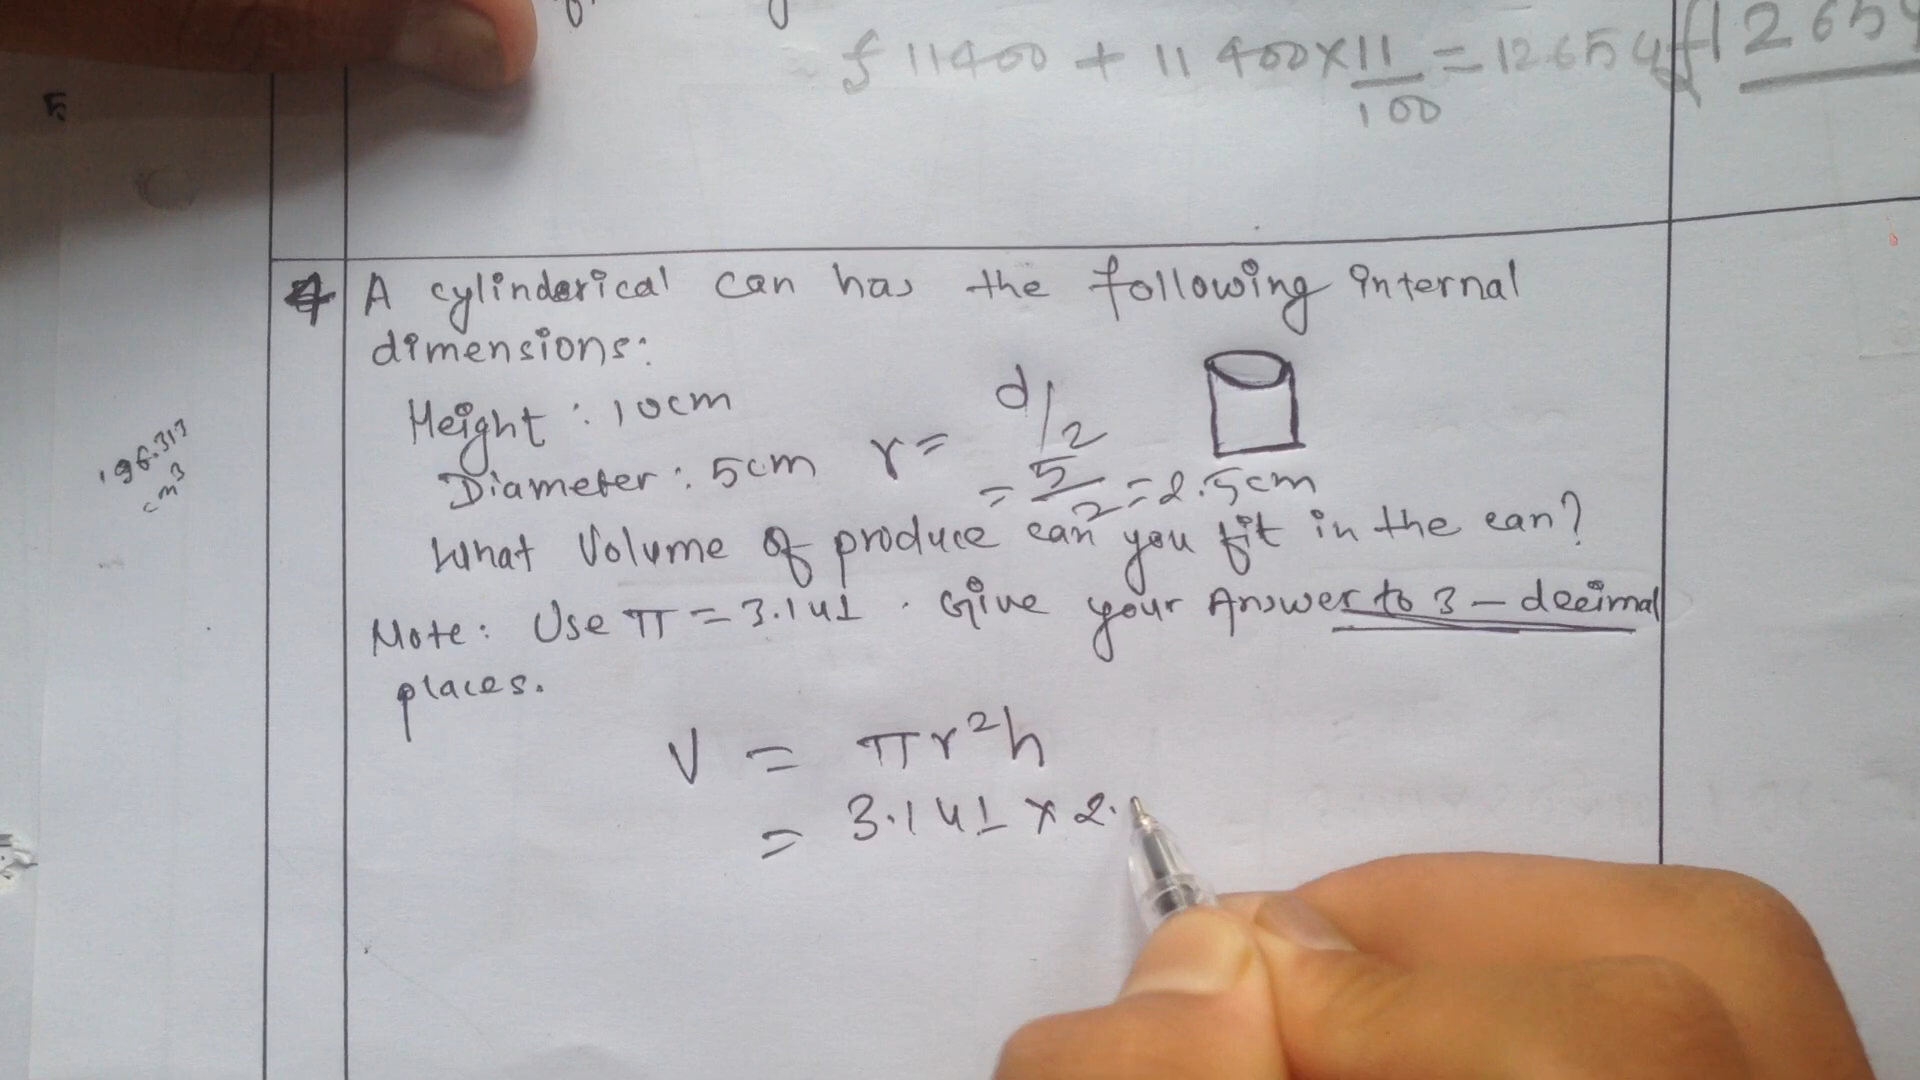 £11400 + 11400×11/100 = 12654 £12654
5
4 A cylinderical can has the following internal
dimensions:
Height : 10cm
Diameter : 5cm r = d/2
= 5/2 = 2.5cm
What Volume of produce can you fit in the can?
Note: Use π = 3.141 . Give your Answer to 3 - decimal
places.
V = πr²h
= 3.141 × 2.
196.313
cm³